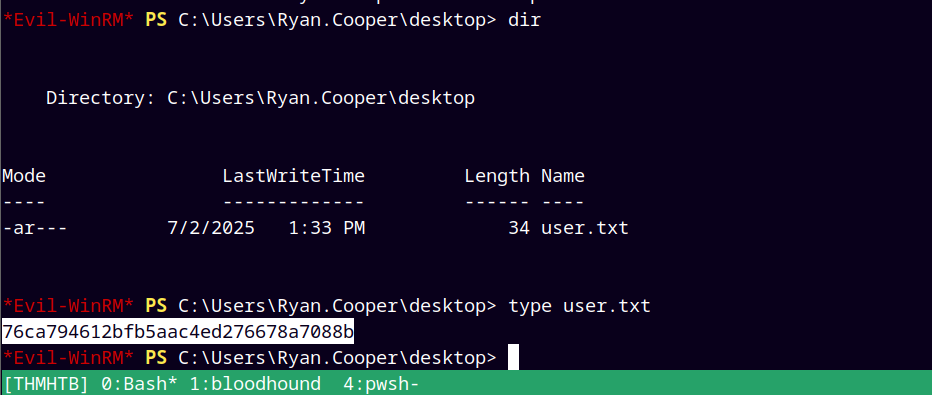 *Evil-WinRM* PS C:\Users\Ryan.Cooper\desktop> dir
Directory: C:\Users\Ryan.Cooper\desktop
Mode                LastWriteTime         Length Name
----                -------------         ------ ----
-ar---         7/2/2025   1:33 PM             34 user.txt
*Evil-WinRM* PS C:\Users\Ryan.Cooper\desktop> type user.txt
76ca794612bfb5aac4ed276678a7088b
*Evil-WinRM* PS C:\Users\Ryan.Cooper\desktop>
[THMHTB] 0:Bash* 1:bloodhound  4:pwsh-